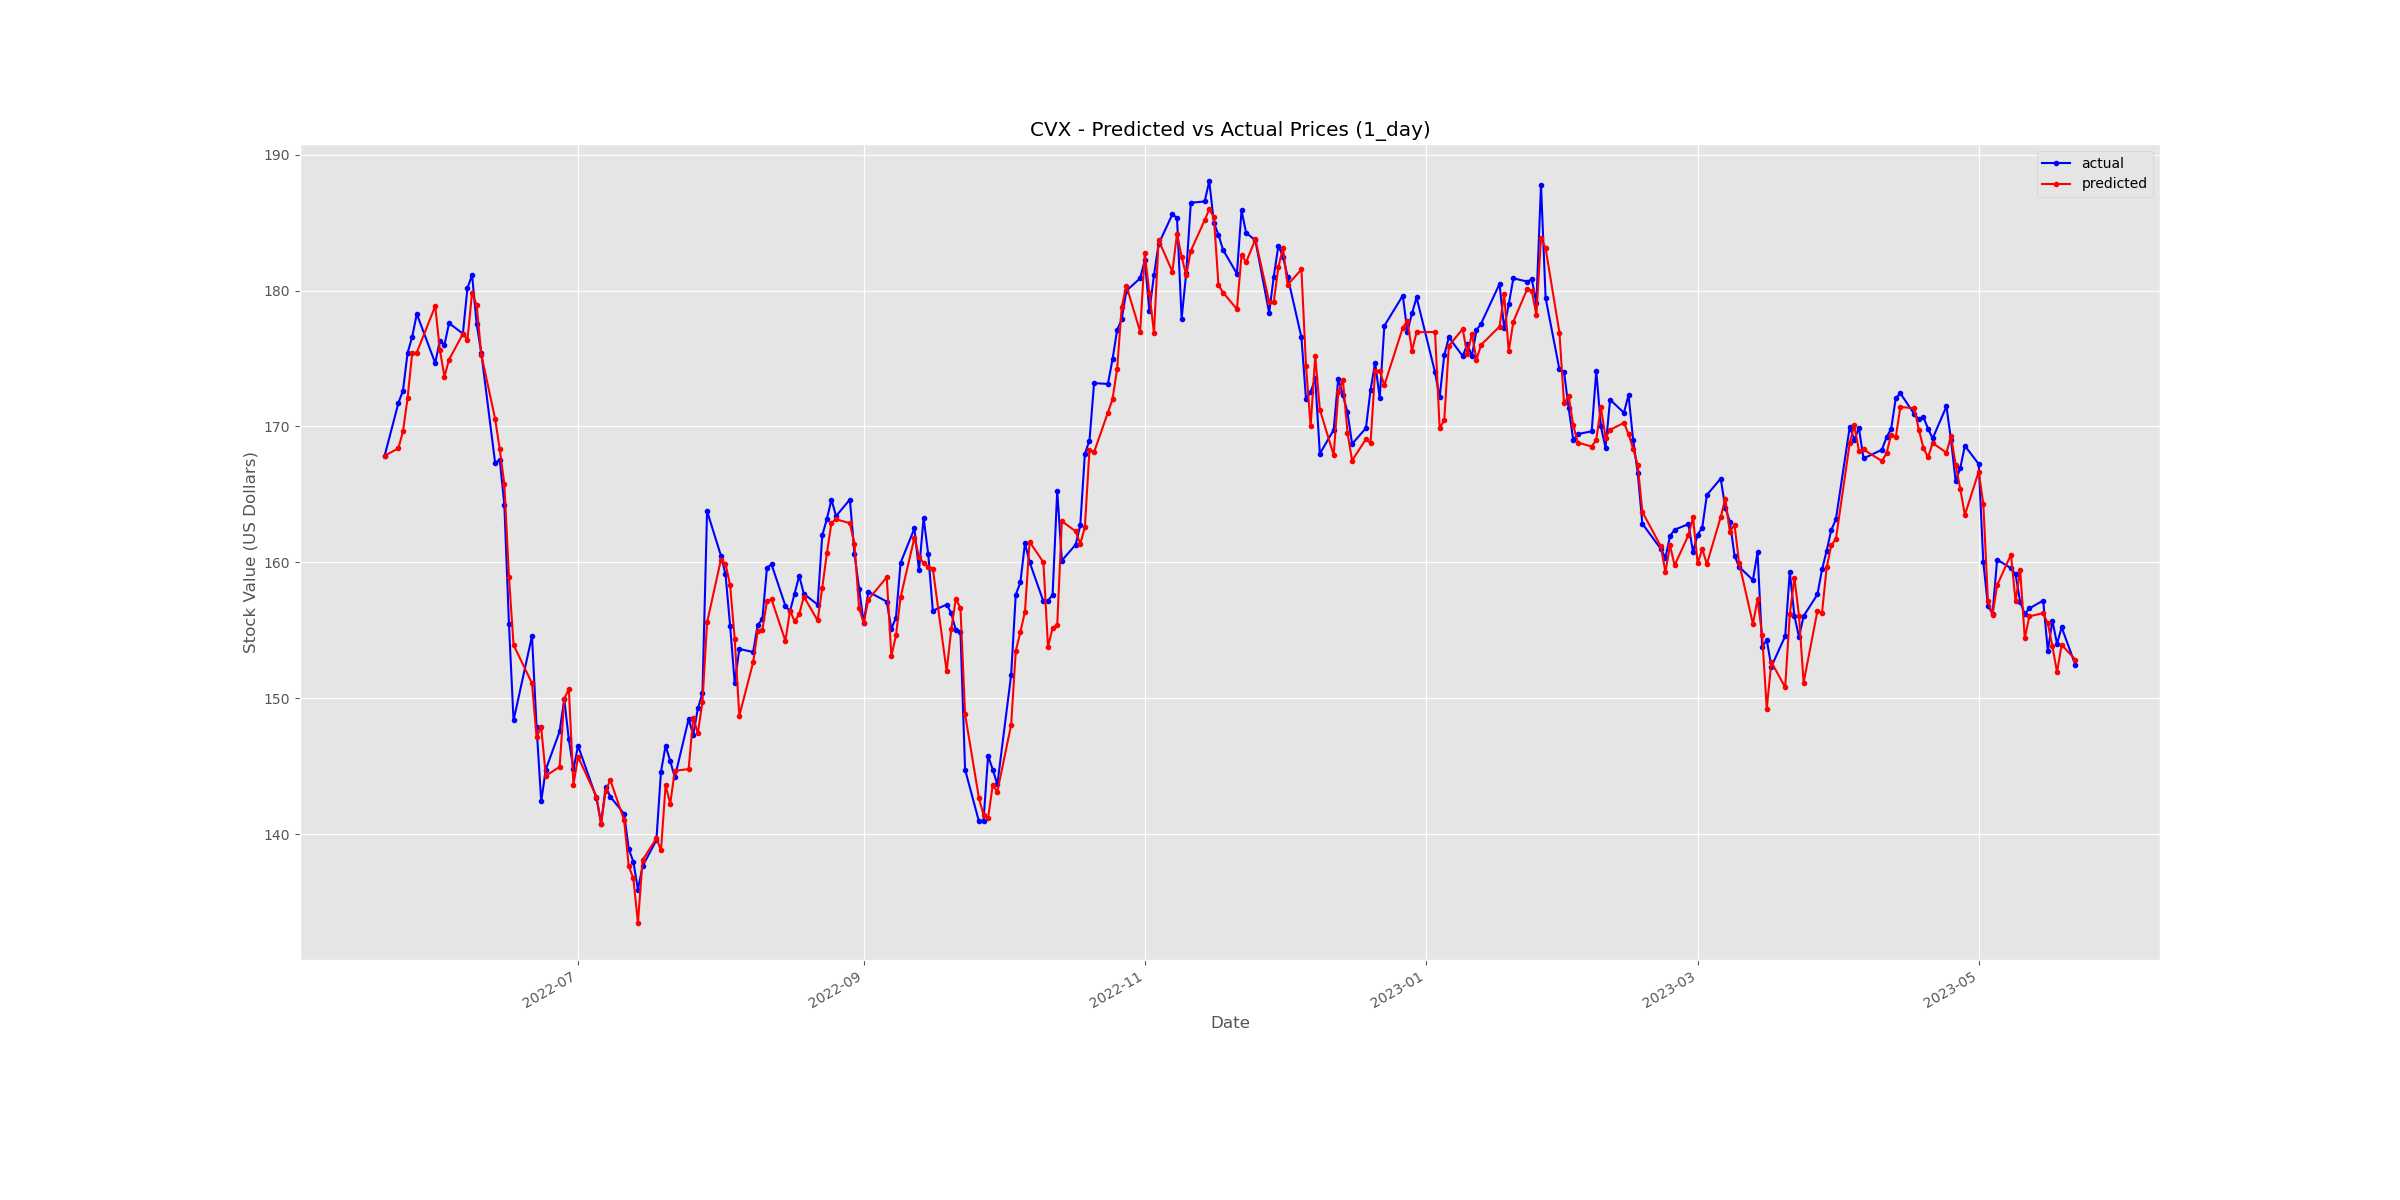 CVX - Predicted vs Actual Prices (1_day)
actual
predicted
190
180
170
160
150
140
Stock Value (US Dollars)
2022-07
2022-09
2022-11
2023-01
2023-03
2023-05
Date